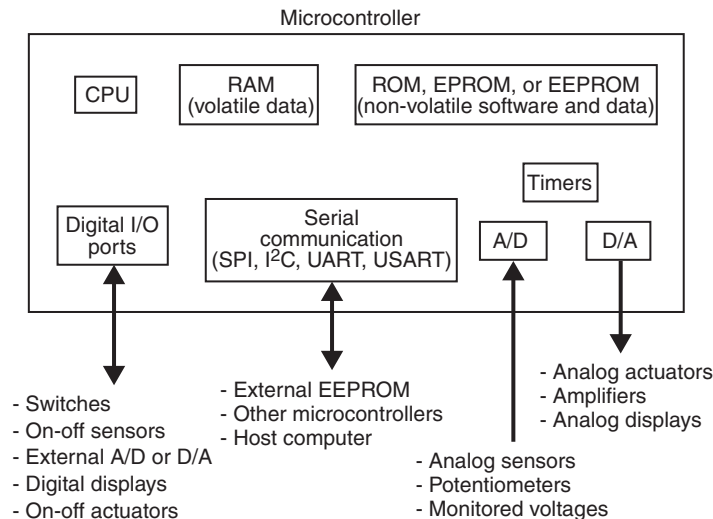 Microcontroller
CPU
RAM
(volatile data)
ROM, EPROM, or EEPROM
(non-volatile software and data)
Timers
Digital I/O
ports
Serial
communication
(SPI, I²C, UART, USART)
A/D
D/A
- Switches
- On-off sensors
- External A/D or D/A
- Digital displays
- On-off actuators
- External EEPROM
- Other microcontrollers
- Host computer
- Analog sensors
- Potentiometers
- Monitored voltages
- Analog actuators
- Amplifiers
- Analog displays